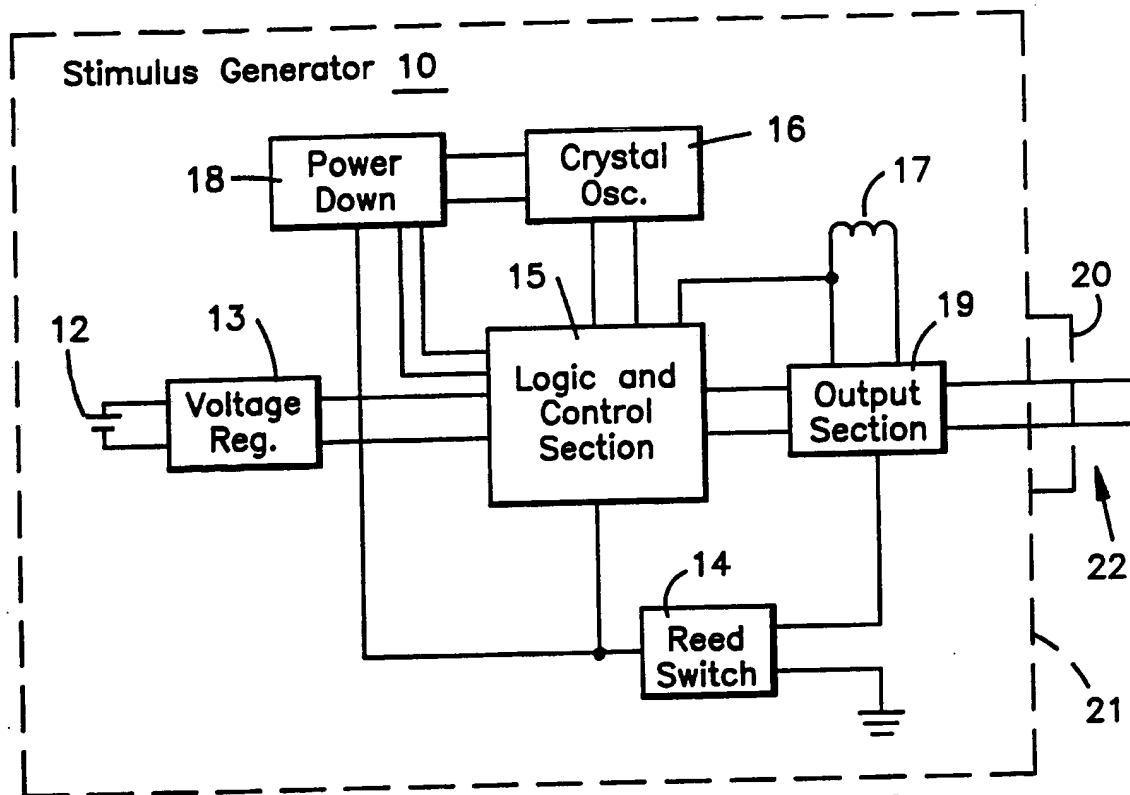 Stimulus Generator 10
16
Power
Down
Crystal
Osc.
18
17
15
20
12
13
19
Voltage
Reg.
Logic and
Control
Section
Output
Section
14
22
Reed
Switch
21